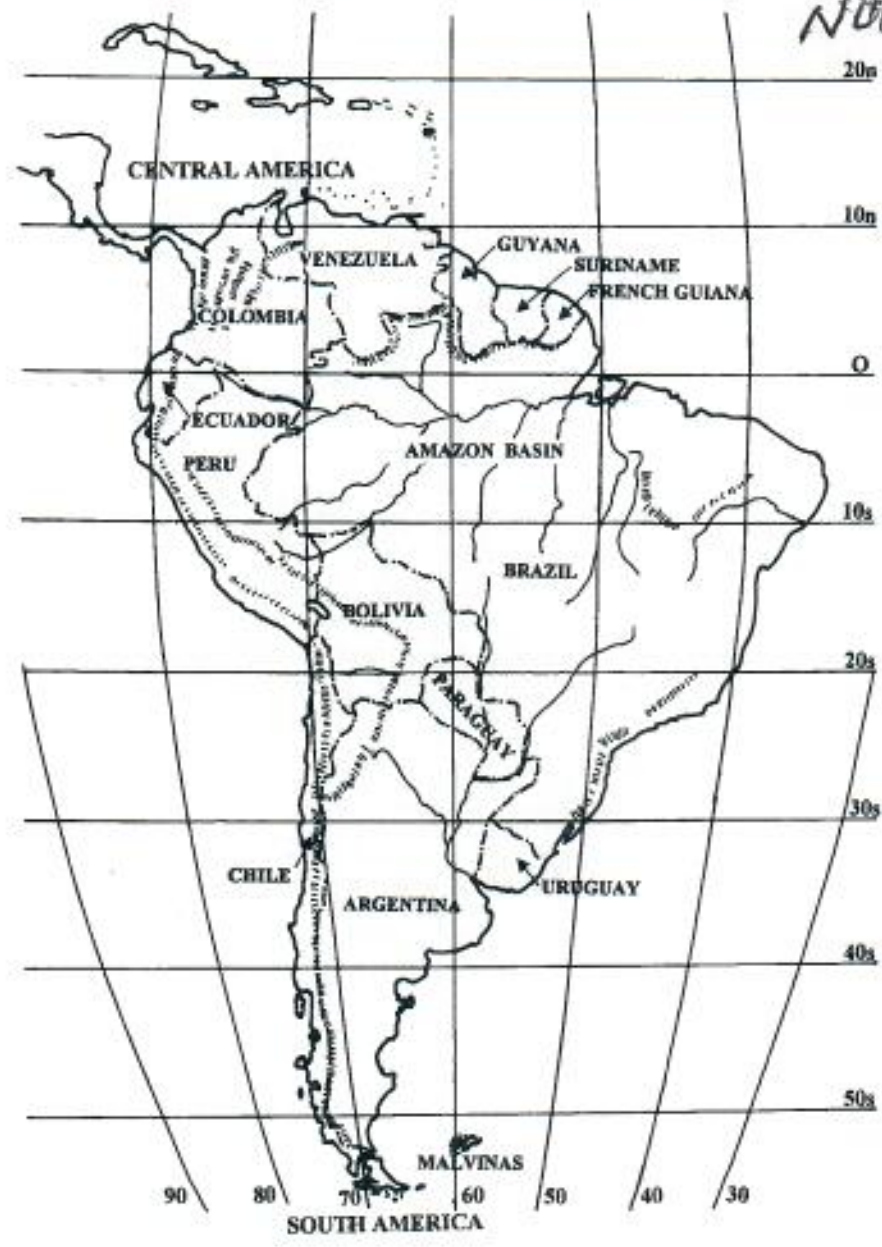 20n
CENTRAL AMERICA
10n
GUYANA
VENEZUELA
SURINAME
FRENCH GUIANA
COLOMBIA
O
ECUADOR
AMAZON BASIN
PERU
10s
BRAZIL
BOLIVIA
20s
PARAGUAY
30s
CHILE
URUGUAY
ARGENTINA
40s
50s
MALVINAS
90 80 70 60 50 40 30
SOUTH AMERICA